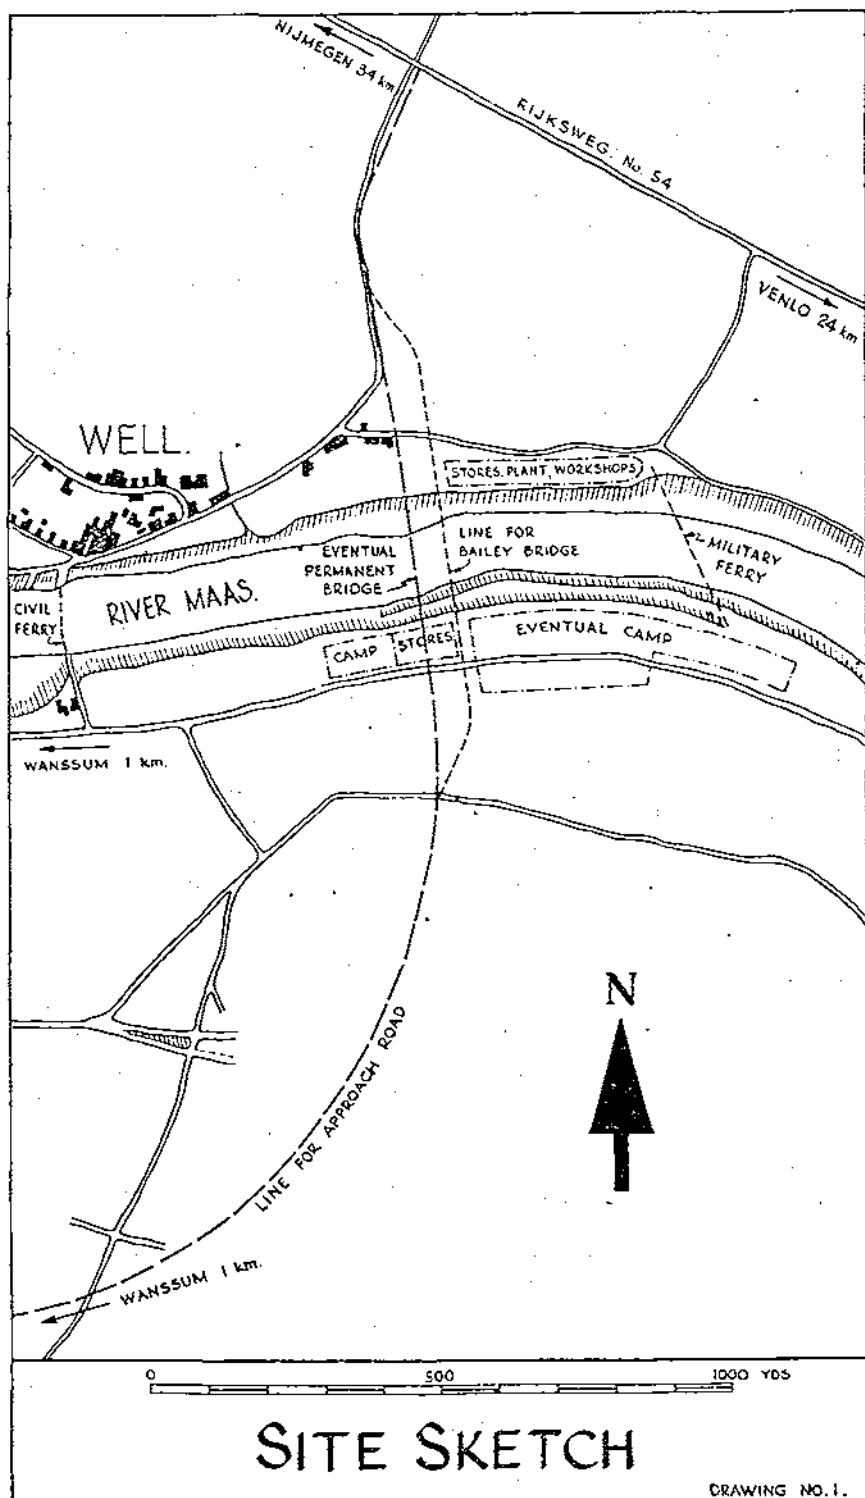 NIJMEGEN 34 km
RIJKSWEG. No. 54
VENLO 24 km
WELL.
STORES, PLANT, WORKSHOPS
EVENTUAL
PERMANENT
BRIDGE
LINE FOR
BAILEY BRIDGE
MILITARY
FERRY
CIVIL
FERRY
RIVER MAAS.
CAMP
STORES
EVENTUAL CAMP
WANSSUM 1 km.
N
LINE FOR APPROACH ROAD
WANSSUM 1 km.
0 500 1000 YDS
SITE SKETCH
DRAWING NO.1.